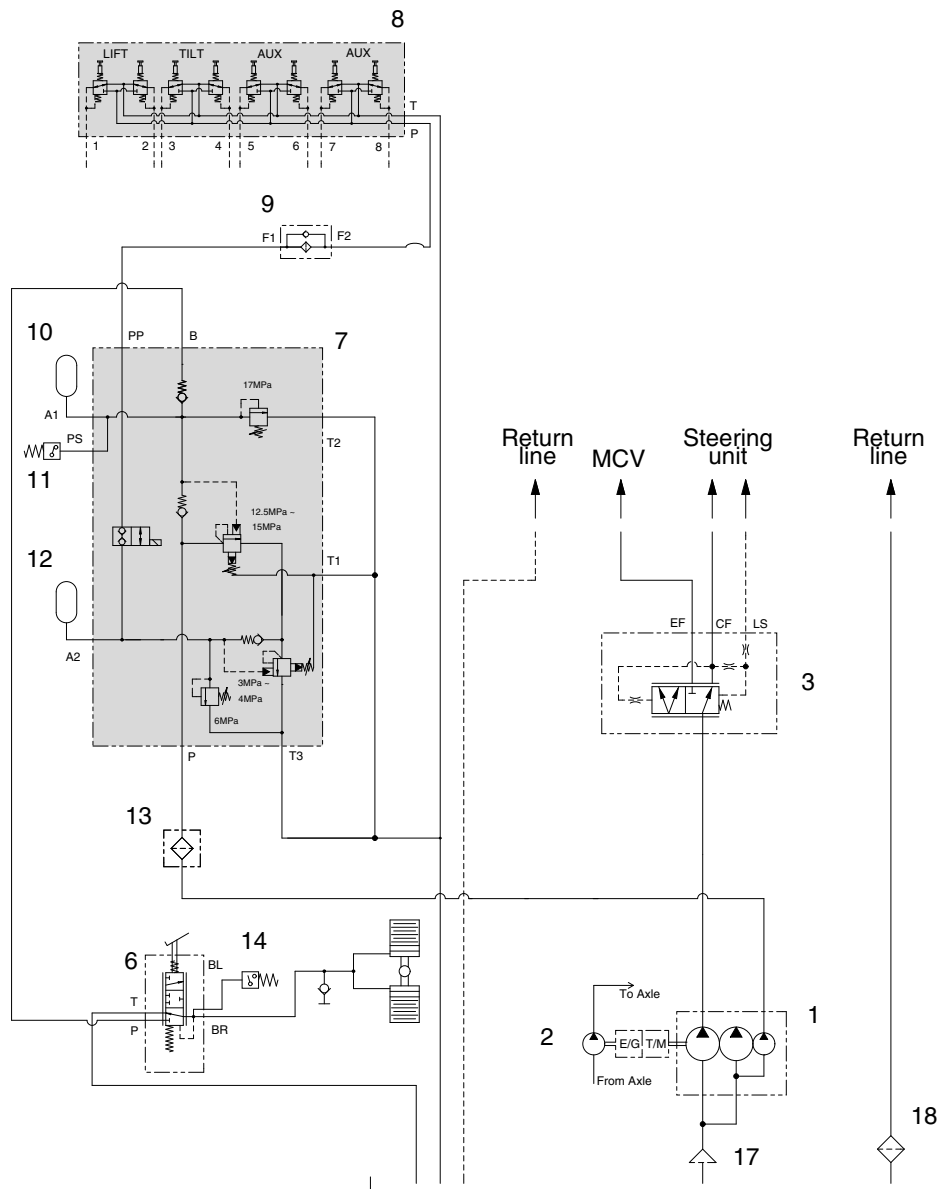 8
LIFT TILT AUX AUX
T
P
1 2 3 4 5 6 7 8
9
F1 F2
10
PP B
7
17MPa
A1
PS
T2
11
Return
line
MCV
Steering
unit
Return
line
12.5MPa ~
15MPa
12
T1
A2
EF CF LS
3MPa ~
4MPa
6MPa
3
P T3
13
14
6
BL
T
P
BR
To Axle
1
2
E/G T/M
From Axle
17
18